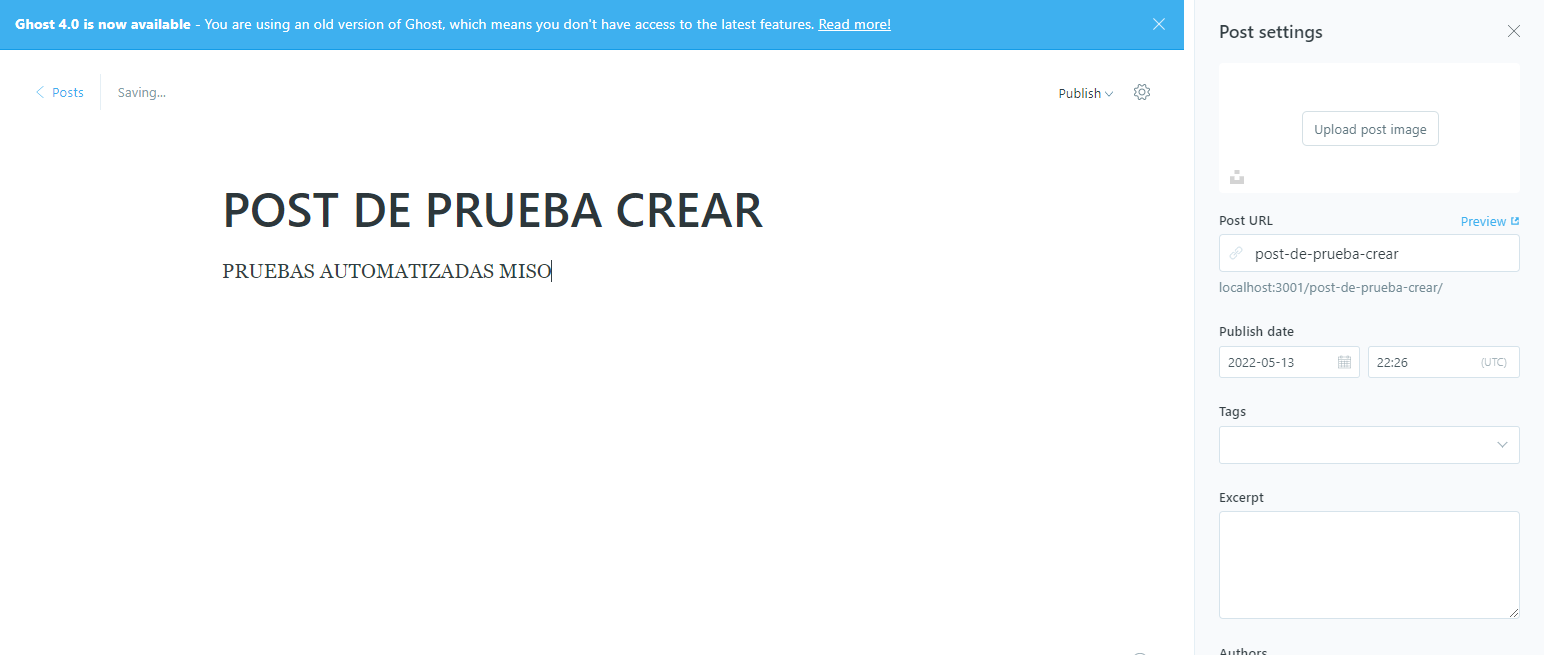 Ghost 4.0 is now available - You are using an old version of Ghost, which means you don't have access to the latest features. Read more!
Posts
Saving...
Publish
POST DE PRUEBA CREAR
PRUEBAS AUTOMATIZADAS MISO
Post settings
Upload post image
Post URL
Preview
post-de-prueba-crear
localhost:3001/post-de-prueba-crear/
Publish date
2022-05-13
22:26 (UTC)
Tags
Excerpt
Authors